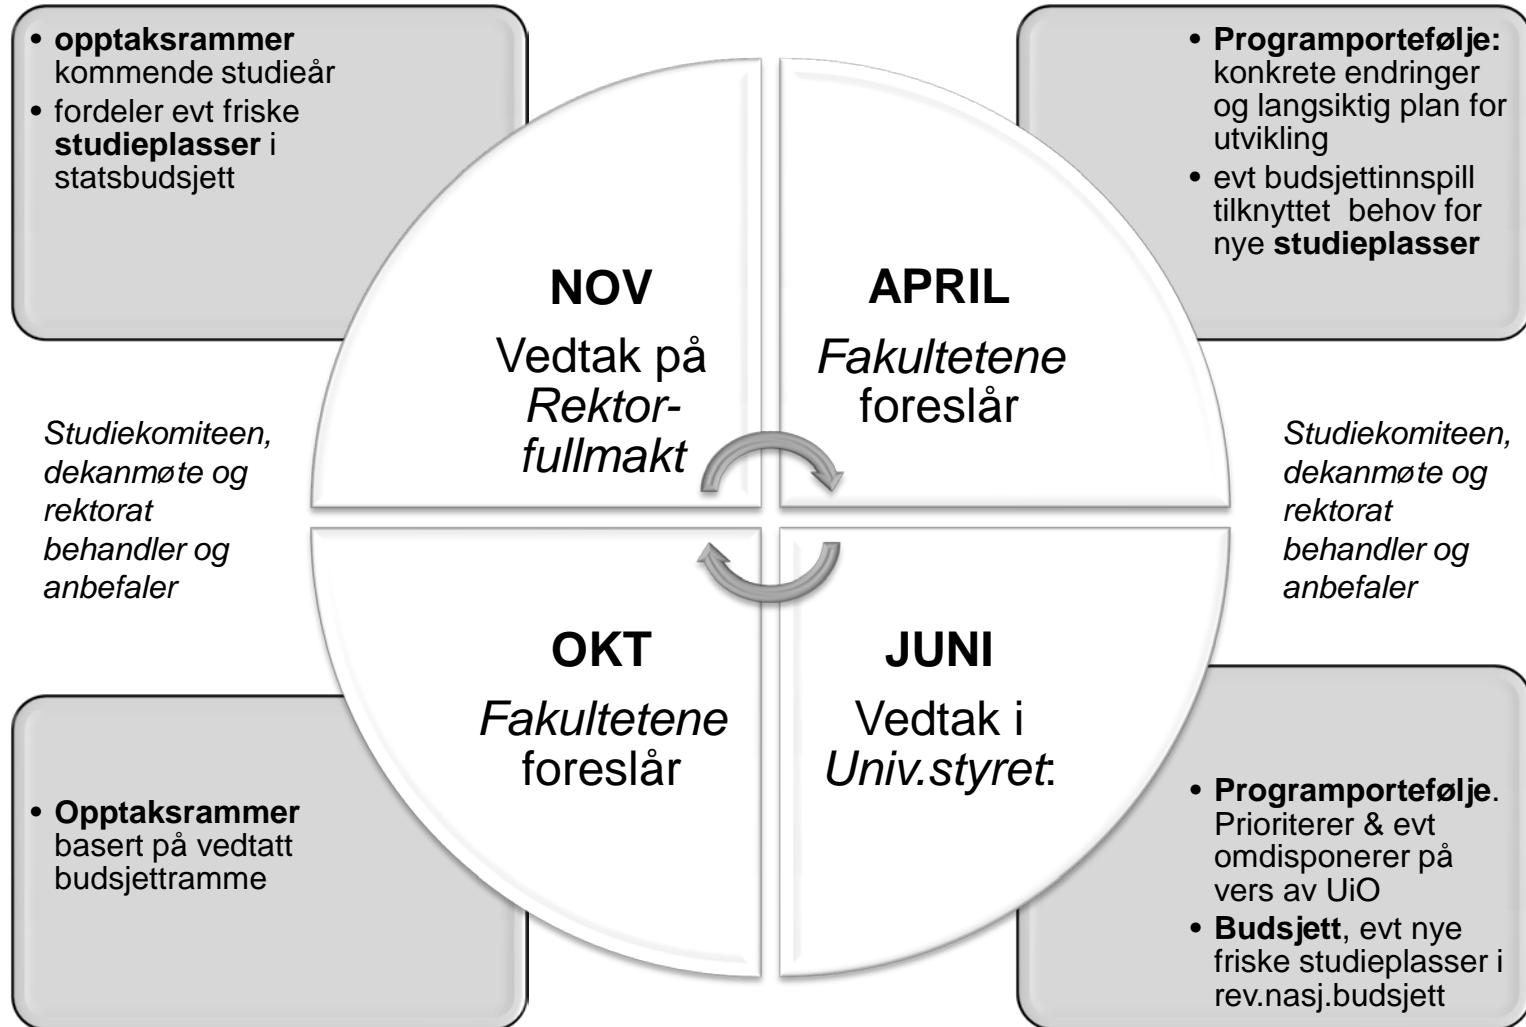 • opptaksrammer
kommende studieår
• fordeler evt friske
studieplasser i
statsbudsjett
• Programportefølje:
konkrete endringer
og langsiktig plan for
utvikling
• evt budsjettinnspill
tilknyttet behov for
nye studieplasser
NOV
Vedtak på
Rektor-
fullmakt
APRIL
Fakultetene
foreslår
Studiekomiteen,
dekanmøte og
rektorat
behandler og
anbefaler
Studiekomiteen,
dekanmøte og
rektorat
behandler og
anbefaler
OKT
Fakultetene
foreslår
JUNI
Vedtak i
Univ.styret:
• Opptaksrammer
basert på vedtatt
budsjettramme
• Programportefølje.
Prioriterer & evt
omdisponerer på
vers av UiO
• Budsjett, evt nye
friske studieplasser i
rev.nasj.budsjett